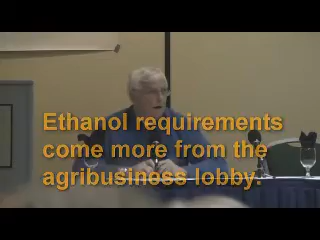 Ethanol requirements
come more from the
agribusiness lobby.